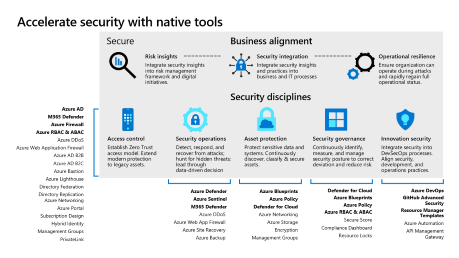 Accelerate security with native tools
Secure
Business alignment
Risk insights
Integrate security insights
into risk management
framework and digital
initiatives.
Security integration
Integrate security insights
and practices into
business and IT processes
Operational resilience
Ensure organization can
operate during attacks
and rapidly regain full
operational status.
Security disciplines
Access control
Establish Zero Trust
access model. Extend
modern protection
to legacy assets.
Security operations
Detect, respond, and
recover from attacks;
hunt for hidden threats;
lead through
data-driven decision
Asset protection
Protect sensitive data and
systems. Continuously
discover, classify & secure
assets.
Security governance
Continuously identify,
measure, and manage
security posture to correct
deviation and reduce risk.
Innovation security
Integrate security into
DevSecOps processes.
Align security,
development, and
operations practices.
Azure AD
M365 Defender
Azure Firewall
Azure RBAC & ABAC
Azure DDoS
Azure Web Application Firewall
Azure AD B2B
Azure AD B2C
Azure Bastion
Azure Lighthouse
Directory Federation
Directory Replication
Azure Networking
Azure Portal
Subscription Design
Hybrid Identity
Management Groups
PrivateLink
Azure Defender
Azure Sentinel
M365 Defender
Azure DDoS
Azure Web App Firewall
Azure Site Recovery
Azure Backup
Azure Blueprints
Azure Policy
Defender for Cloud
Azure Networking
Azure Storage
Encryption
Management Groups
Defender for Cloud
Azure Blueprints
Azure Policy
Azure RBAC & ABAC
Secure Score
Compliance Dashboard
Resource Locks
Azure DevOps
GitHub Advanced
Security
Resource Manager
Templates
Azure Automation
API Management
Gateway